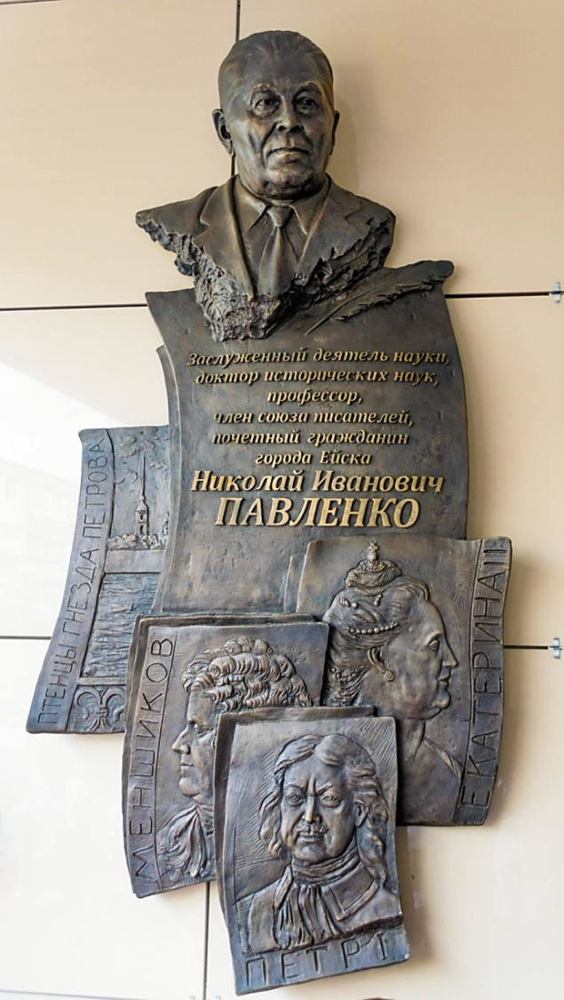 Заслуженный деятель науки,
доктор исторических наук,
профессор,
член союза писателей,
почетный гражданин
города Ейска
Николай Иванович
ПАВЛЕНКО
ПТЕНЦЫ ГНЕЗДА ПЕТРОВА
МЕНШИКОВ
ЕКАТЕРИНА II
ПЕТР I